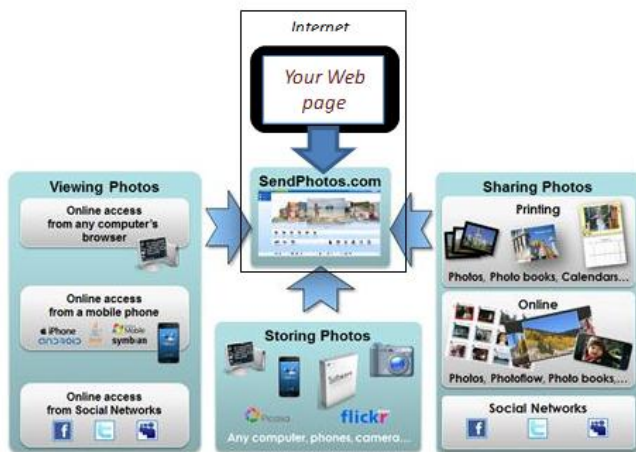 Internet
Your Web
page
SendPhotos.com
Viewing Photos
Online access
from any computer's
browser
Online access
from a mobile phone
iPhone
Mobile
android
symbian
Online access
from Social Networks
Storing Photos
Software
Picasa
flickr
Any computer, phones, camera...
Sharing Photos
Printing
Photos, Photo books, Calendars...
Online
Photos, Photoflow, Photo books,...
Social Networks